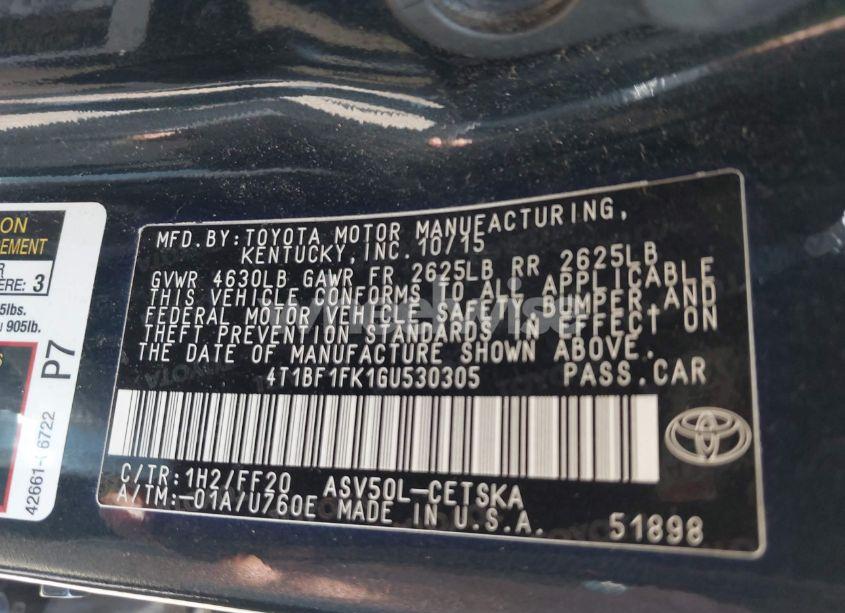 ON
CEMENT
R
ERE: 3
5lbs.
905lb.
P7
6722
MFD.BY:TOYOTA MOTOR MANUFACTURING,
KENTUCKY,INC. 10/15
GVWR 4630LB GAWR FR 2625LB RR 2625LB
THIS VEHICLE CONFORMS TO ALL APPLICABLE
FEDERAL MOTOR VEHICLE SAFETY,BUMPER,AND
THEFT PREVENTION STANDARDS IN EFFECT ON
THE DATE OF MANUFACTURE SHOWN ABOVE.
4T1BF1FK1GU530305 PASS.CAR
C/TR:1H2/FF20 ASV50L-CETSKA
A/TM:-01A/U760E MADE IN U.S.A. 51898